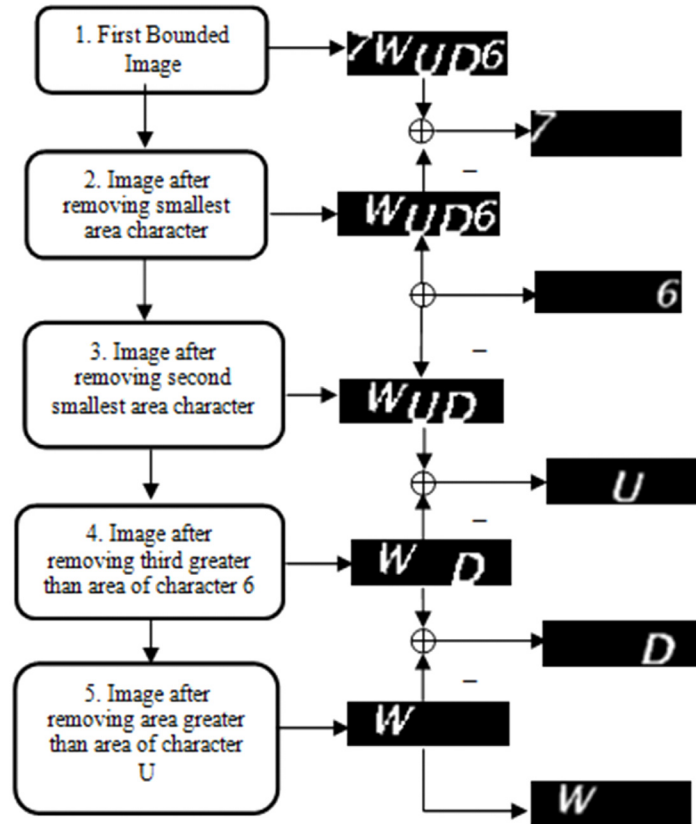 1. First Bounded
Image
7WUD6
7
–
2. Image after
removing smallest
area character
WUD6
6
–
3. Image after
removing second
smallest area character
WUD
U
–
4. Image after
removing third greater
than area of character 6
W D
D
–
5. Image after
removing area greater
than area of character
U
W
W